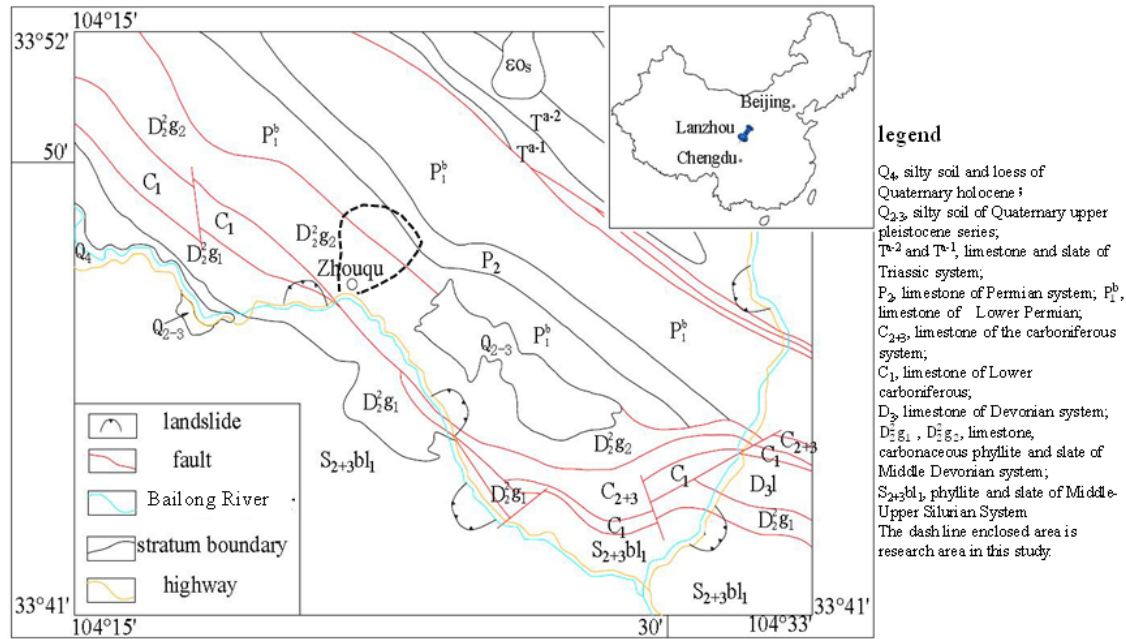 104°15'
33°52'
50'
33°41'
104°15'
30'
104°33'
33°41'
εOs
Tᵃ⁻²
Tᵃ⁻¹
D₂²g₂
P₁ᵇ
P₁ᵇ
C₁
C₁
D₂²g₂
D₂²g₁
Zhouqu
P₂
Q₄
Q₂₋₃
Q₂₋₃
P₁ᵇ
P₁ᵇ
D₂²g₁
D₂²g₂
S₂₊₃bl₁
C₂₊₃
C₁
C₁
D₃l
C₂₊₃
D₂²g₁
D₂²g₁
C₁
S₂₊₃bl₁
S₂₊₃bl₁
Beijing
Lanzhou
Chengdu
landslide
fault
Bailong River
stratum boundary
highway
legend
Q₄, silty soil and loess of
Quaternary holocene;
Q₂₋₃, silty soil of Quaternary upper
pleistocene series;
Tᵃ⁻² and Tᵃ⁻¹, limestone and slate of
Triassic system;
P₂, limestone of Permian system; P₁ᵇ,
limestone of Lower Permian;
C₂₊₃, limestone of the carboniferous
system;
C₁, limestone of Lower
carboniferous;
D₃, limestone of Devonian system;
D₂²g₁ , D₂²g₂, limestone,
carbonaceous phyllite and slate of
Middle Devonian system;
S₂₊₃bl₁, phyllite and slate of Middle-
Upper Silurian System
The dash line enclosed area is
research area in this study.